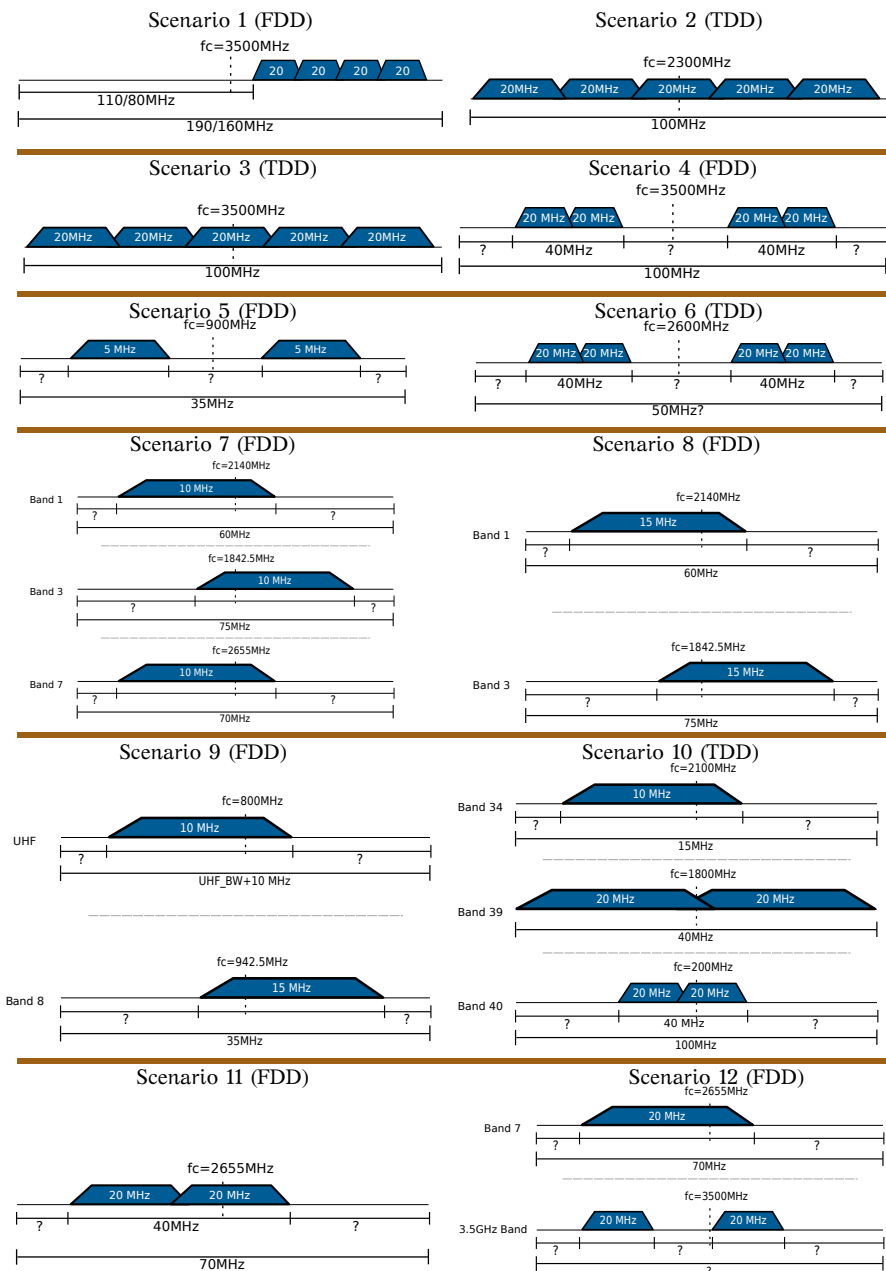 Scenario 1 (FDD)
fc=3500MHz
20 20 20 20
110/80MHz
190/160MHz
Scenario 2 (TDD)
fc=2300MHz
20MHz 20MHz 20MHz 20MHz 20MHz
100MHz
Scenario 3 (TDD)
fc=3500MHz
20MHz 20MHz 20MHz 20MHz 20MHz
100MHz
Scenario 4 (FDD)
fc=3500MHz
20 MHz 20 MHz 20 MHz 20 MHz
? 40MHz ? 40MHz ?
100MHz
Scenario 5 (FDD)
fc=900MHz
5 MHz 5 MHz
? ? ?
35MHz
Scenario 6 (TDD)
fc=2600MHz
20 MHz 20 MHz 20 MHz 20 MHz
? 40MHz ? 40MHz ?
50MHz?
Scenario 7 (FDD)
fc=2140MHz
10 MHz
Band 1
? ?
60MHz
fc=1842.5MHz
10 MHz
Band 3
? ?
75MHz
fc=2655MHz
10 MHz
Band 7
? ?
70MHz
Scenario 8 (FDD)
fc=2140MHz
15 MHz
Band 1
? ?
60MHz
fc=1842.5MHz
15 MHz
Band 3
? ?
75MHz
Scenario 9 (FDD)
fc=800MHz
10 MHz
UHF
? ?
UHF_BW+10 MHz
fc=942.5MHz
15 MHz
Band 8
? ?
35MHz
Scenario 10 (TDD)
fc=2100MHz
10 MHz
Band 34
? ?
15MHz
fc=1800MHz
20 MHz 20 MHz
Band 39
40MHz
fc=200MHz
20 MHz 20 MHz
Band 40
? 40 MHz ?
100MHz
Scenario 11 (FDD)
fc=2655MHz
20 MHz 20 MHz
? 40MHz ?
70MHz
Scenario 12 (FDD)
fc=2655MHz
20 MHz
Band 7
? ?
70MHz
fc=3500MHz
20 MHz 20 MHz
3.5GHz Band
? ? ?
?